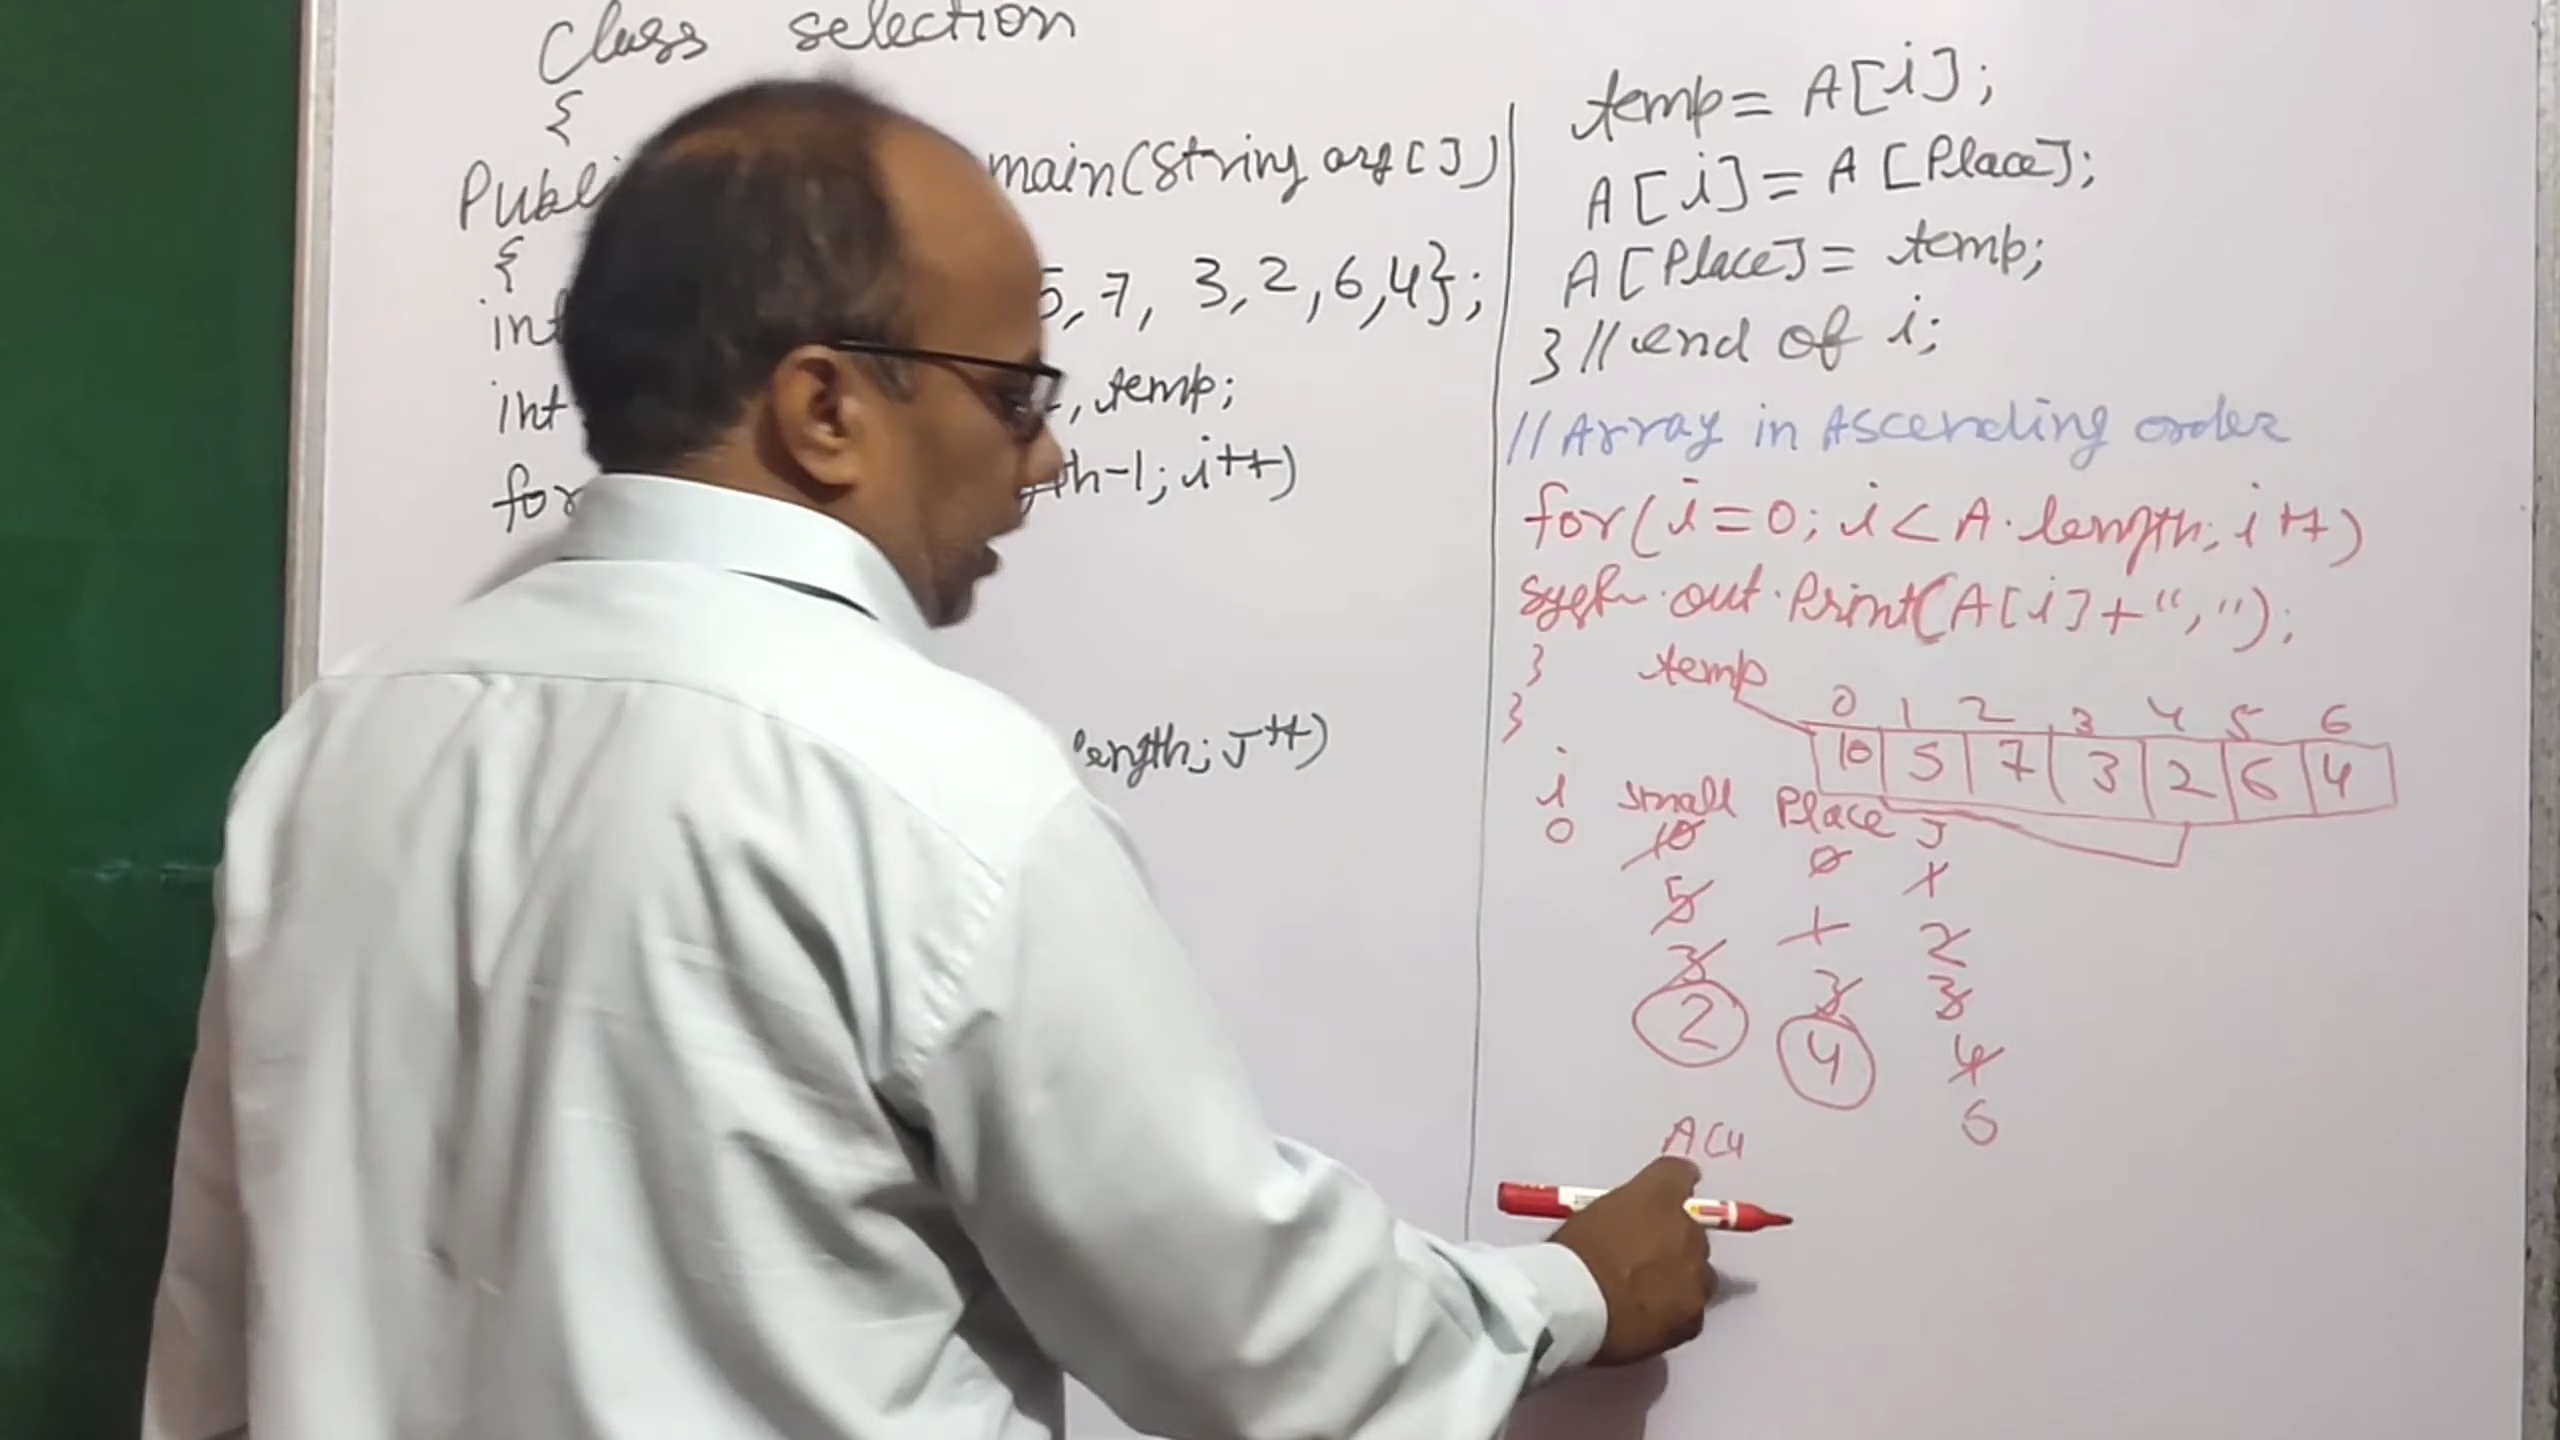 Class selection
{
Publi main(String arg[])
{
int 5, 7, 3, 2, 6, 4};
int , temp;
for gth-1; i++)
length; J++)
temp = A[i];
A[i] = A[Place];
A[Place] = temp;
} // end of i;
// Array in Ascending order
for(i=0; i<A.length; i++)
System.out.Print(A[i]+",");
}
temp
}
0 1 2 3 4 5 6
10 5 7 3 2 6 4
i small Place J
0 10 0 1
5 1 2
3 3 3
2 4 4
A[4